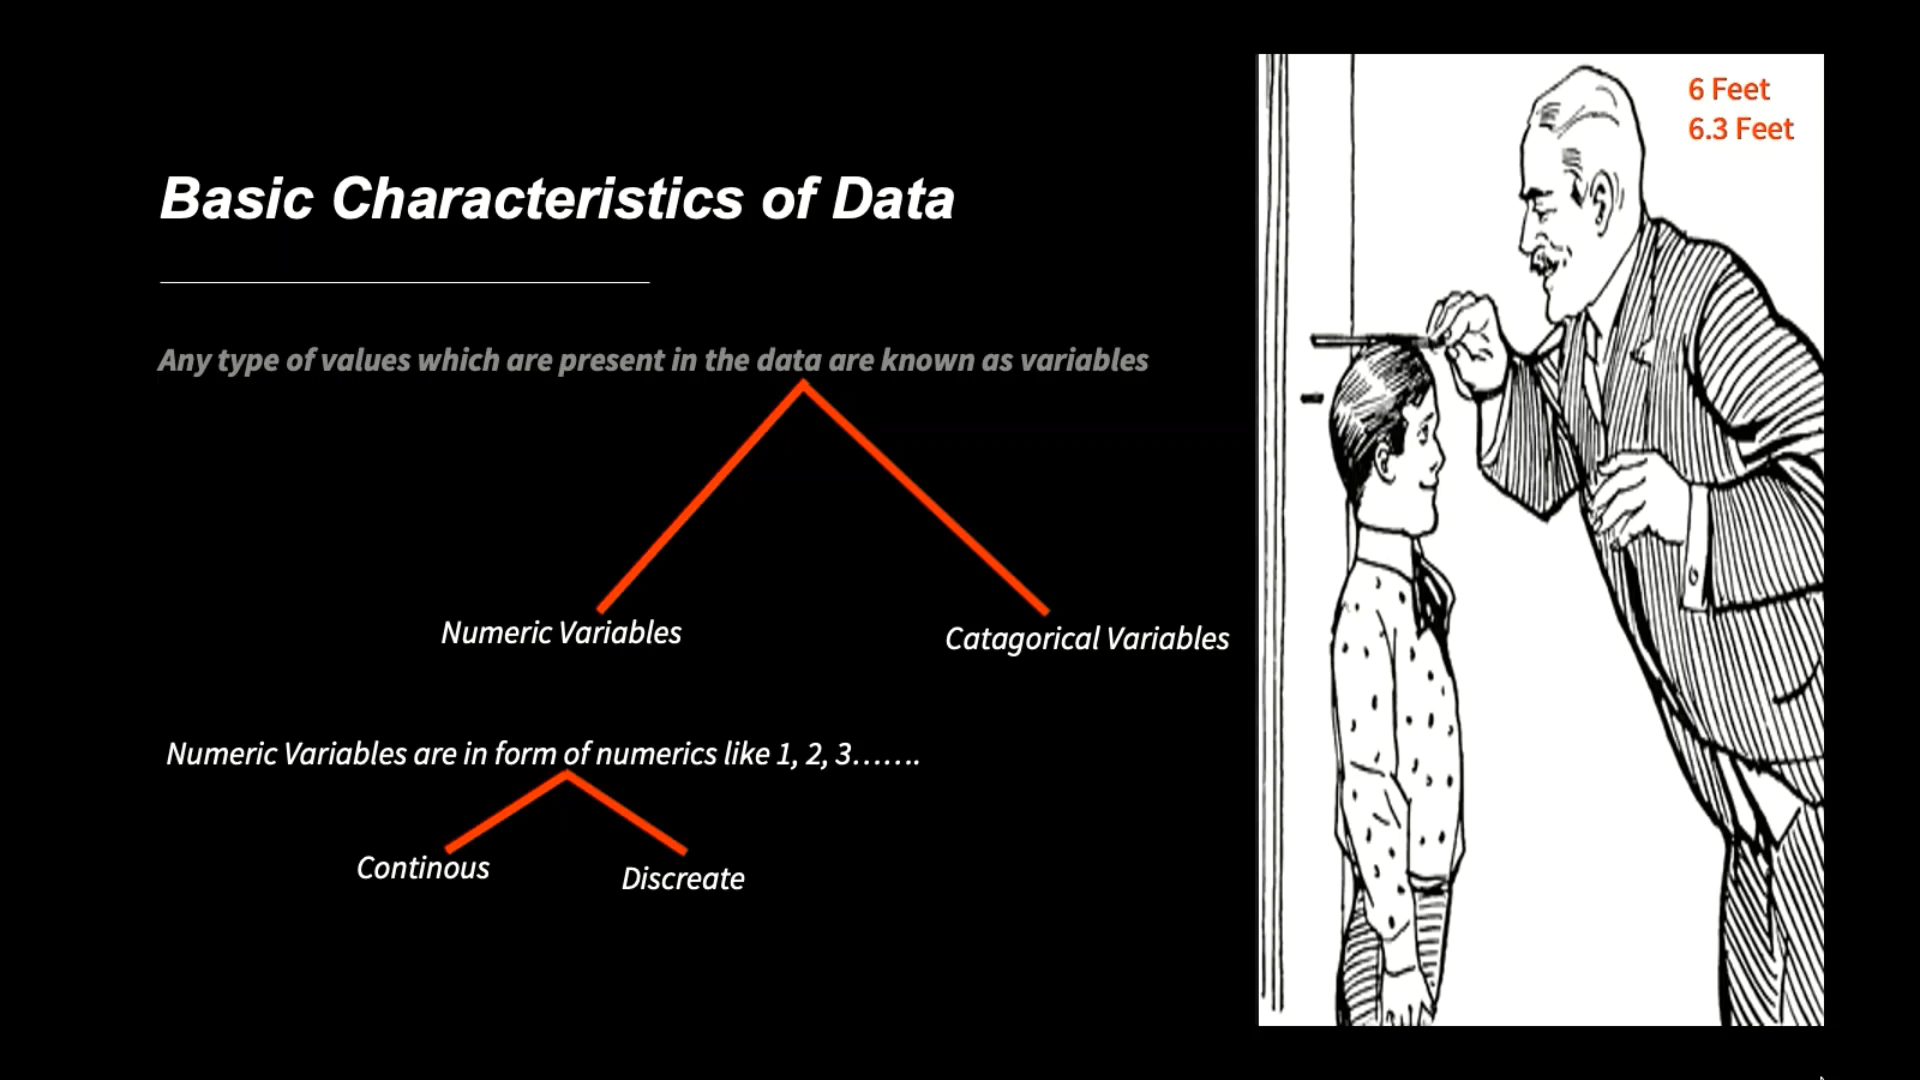 Basic Characteristics of Data
Any type of values which are present in the data are known as variables
Numeric Variables
Catagorical Variables
Numeric Variables are in form of numerics like 1, 2, 3.......
Continous
Discreate
6 Feet
6.3 Feet